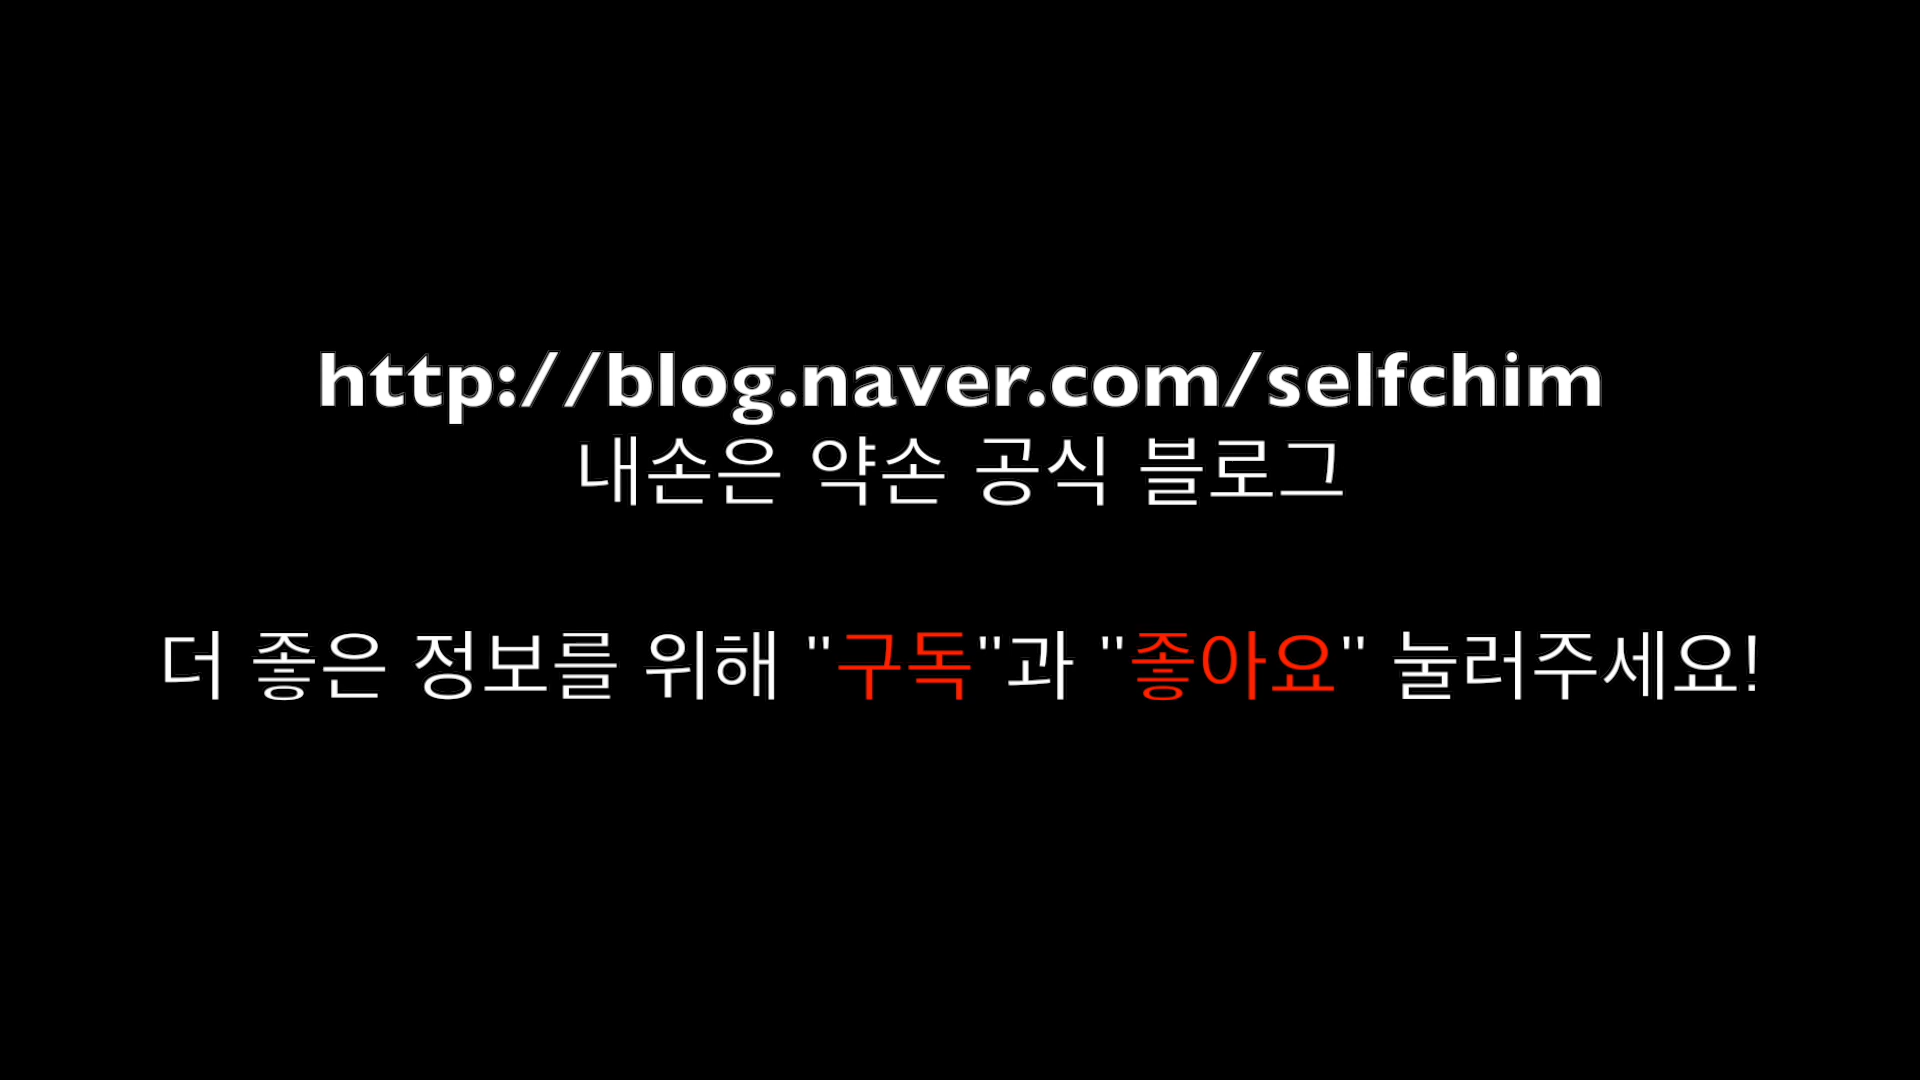 http://blog.naver.com/selfchim
내손은 약손 공식 블로그
더 좋은 정보를 위해 "구독"과 "좋아요" 눌러주세요!